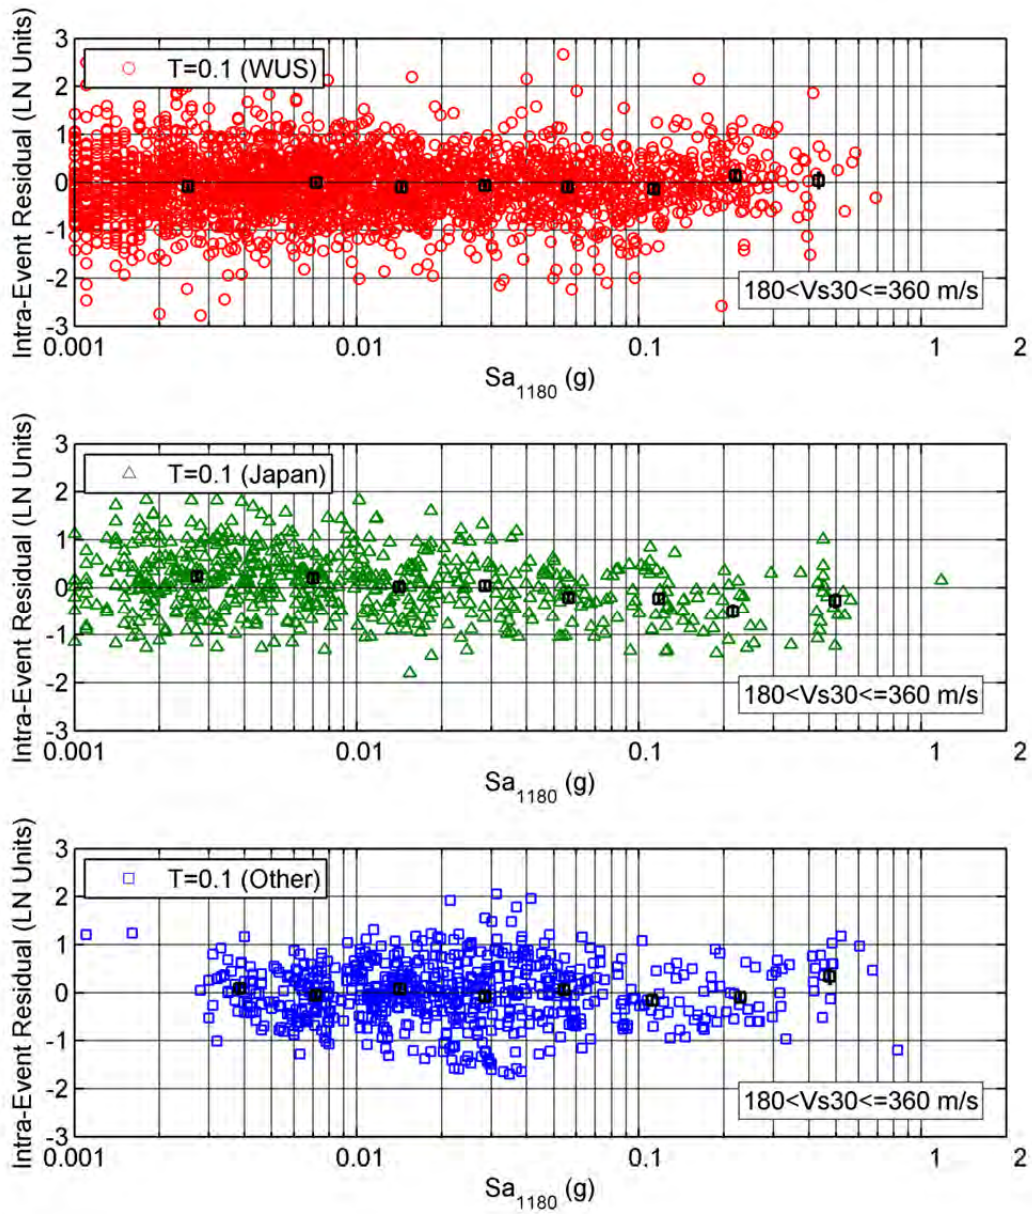 Intra-Event Residual (LN Units)
3
2
1
0
-1
-2
-3
T=0.1 (WUS)
180<Vs30<=360 m/s
0.001 0.01 0.1 1 2
Sa1180 (g)
Intra-Event Residual (LN Units)
3
2
1
0
-1
-2
-3
T=0.1 (Japan)
180<Vs30<=360 m/s
0.001 0.01 0.1 1 2
Sa1180 (g)
Intra-Event Residual (LN Units)
3
2
1
0
-1
-2
-3
T=0.1 (Other)
180<Vs30<=360 m/s
0.001 0.01 0.1 1 2
Sa1180 (g)